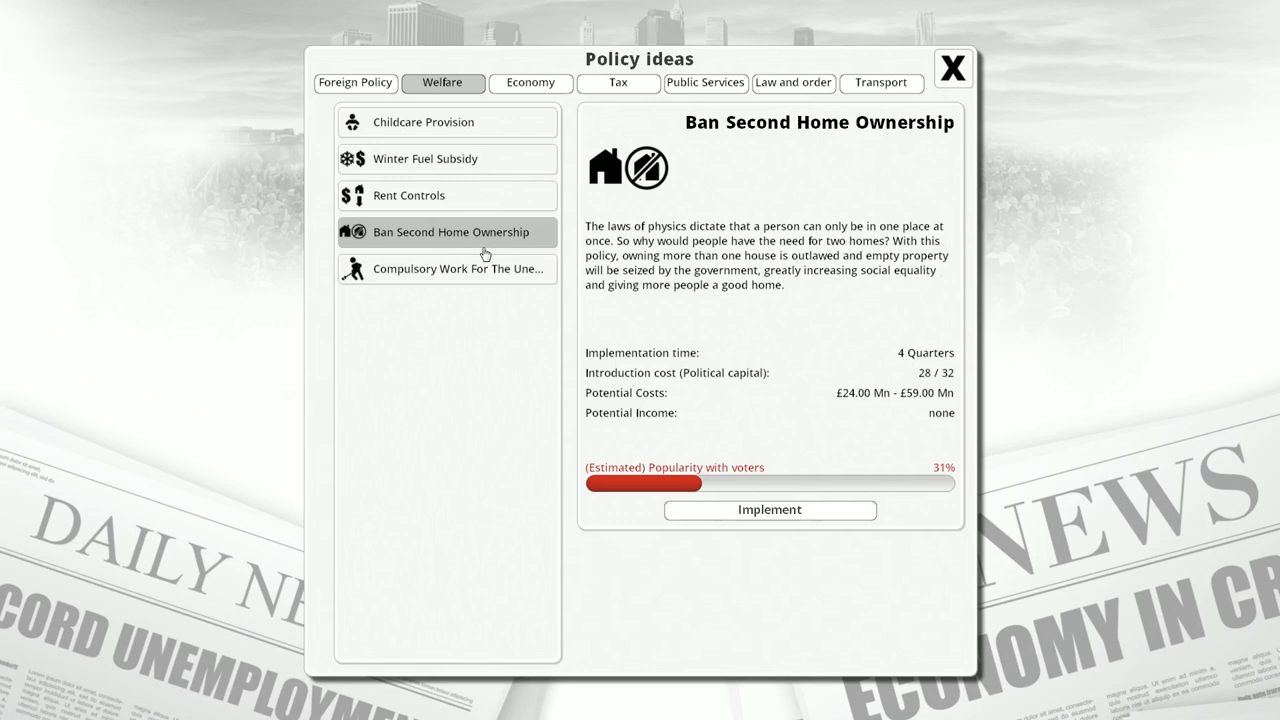 Policy ideas
X
Foreign Policy
Welfare
Economy
Tax
Public Services
Law and order
Transport
Childcare Provision
Winter Fuel Subsidy
Rent Controls
Ban Second Home Ownership
Compulsory Work For The Une...
Ban Second Home Ownership
The laws of physics dictate that a person can only be in one place at
once. So why would people have the need for two homes? With this
policy, owning more than one house is outlawed and empty property
will be seized by the government, greatly increasing social equality
and giving more people a good home.
Implementation time: 4 Quarters
Introduction cost (Political capital): 28 / 32
Potential Costs: £24.00 Mn - £59.00 Mn
Potential Income: none
(Estimated) Popularity with voters 31%
Implement
DAILY NE
CORD UNEMPLOYM
NEWS
ECONOMY IN CR